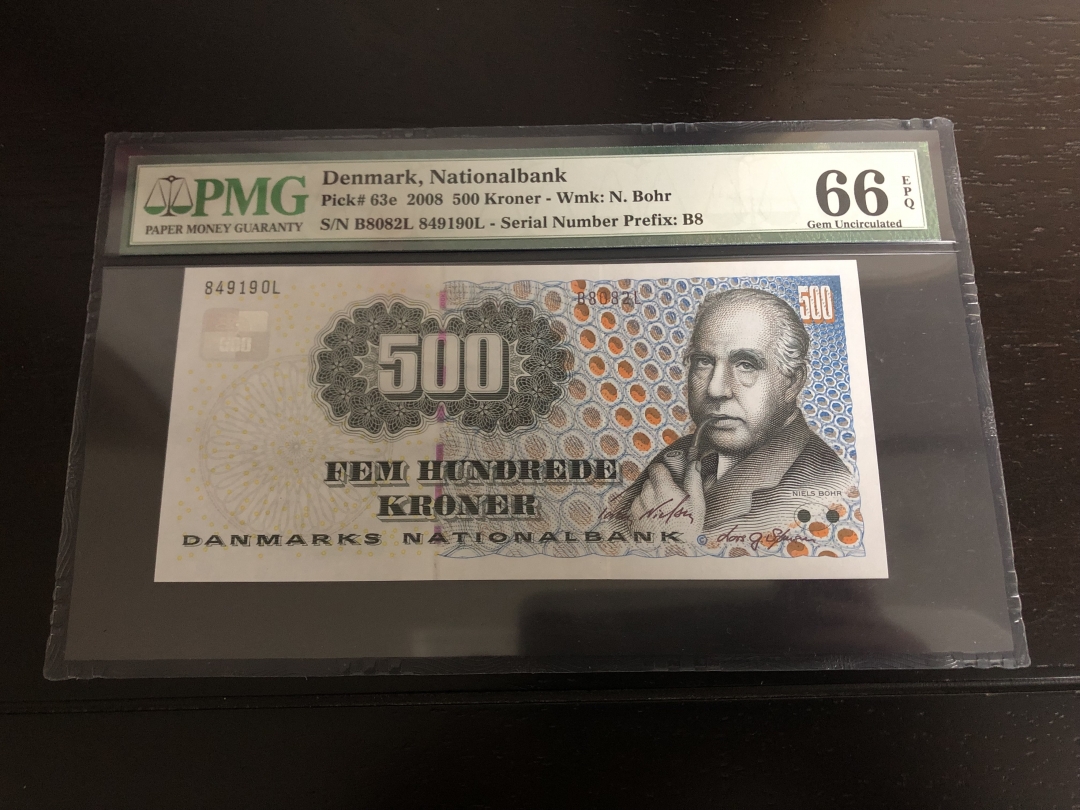 PMG
PAPER MONEY GUARANTY
Denmark, Nationalbank
Pick# 63e 2008 500 Kroner - Wmk: N. Bohr
S/N B8082L 849190L - Serial Number Prefix: B8
66
EPQ
Gem Uncirculated
849190L
B8082L
500
500
500
FEM HUNDREDE
KRONER
NIELS BOHR
DANMARKS NATIONALBANK